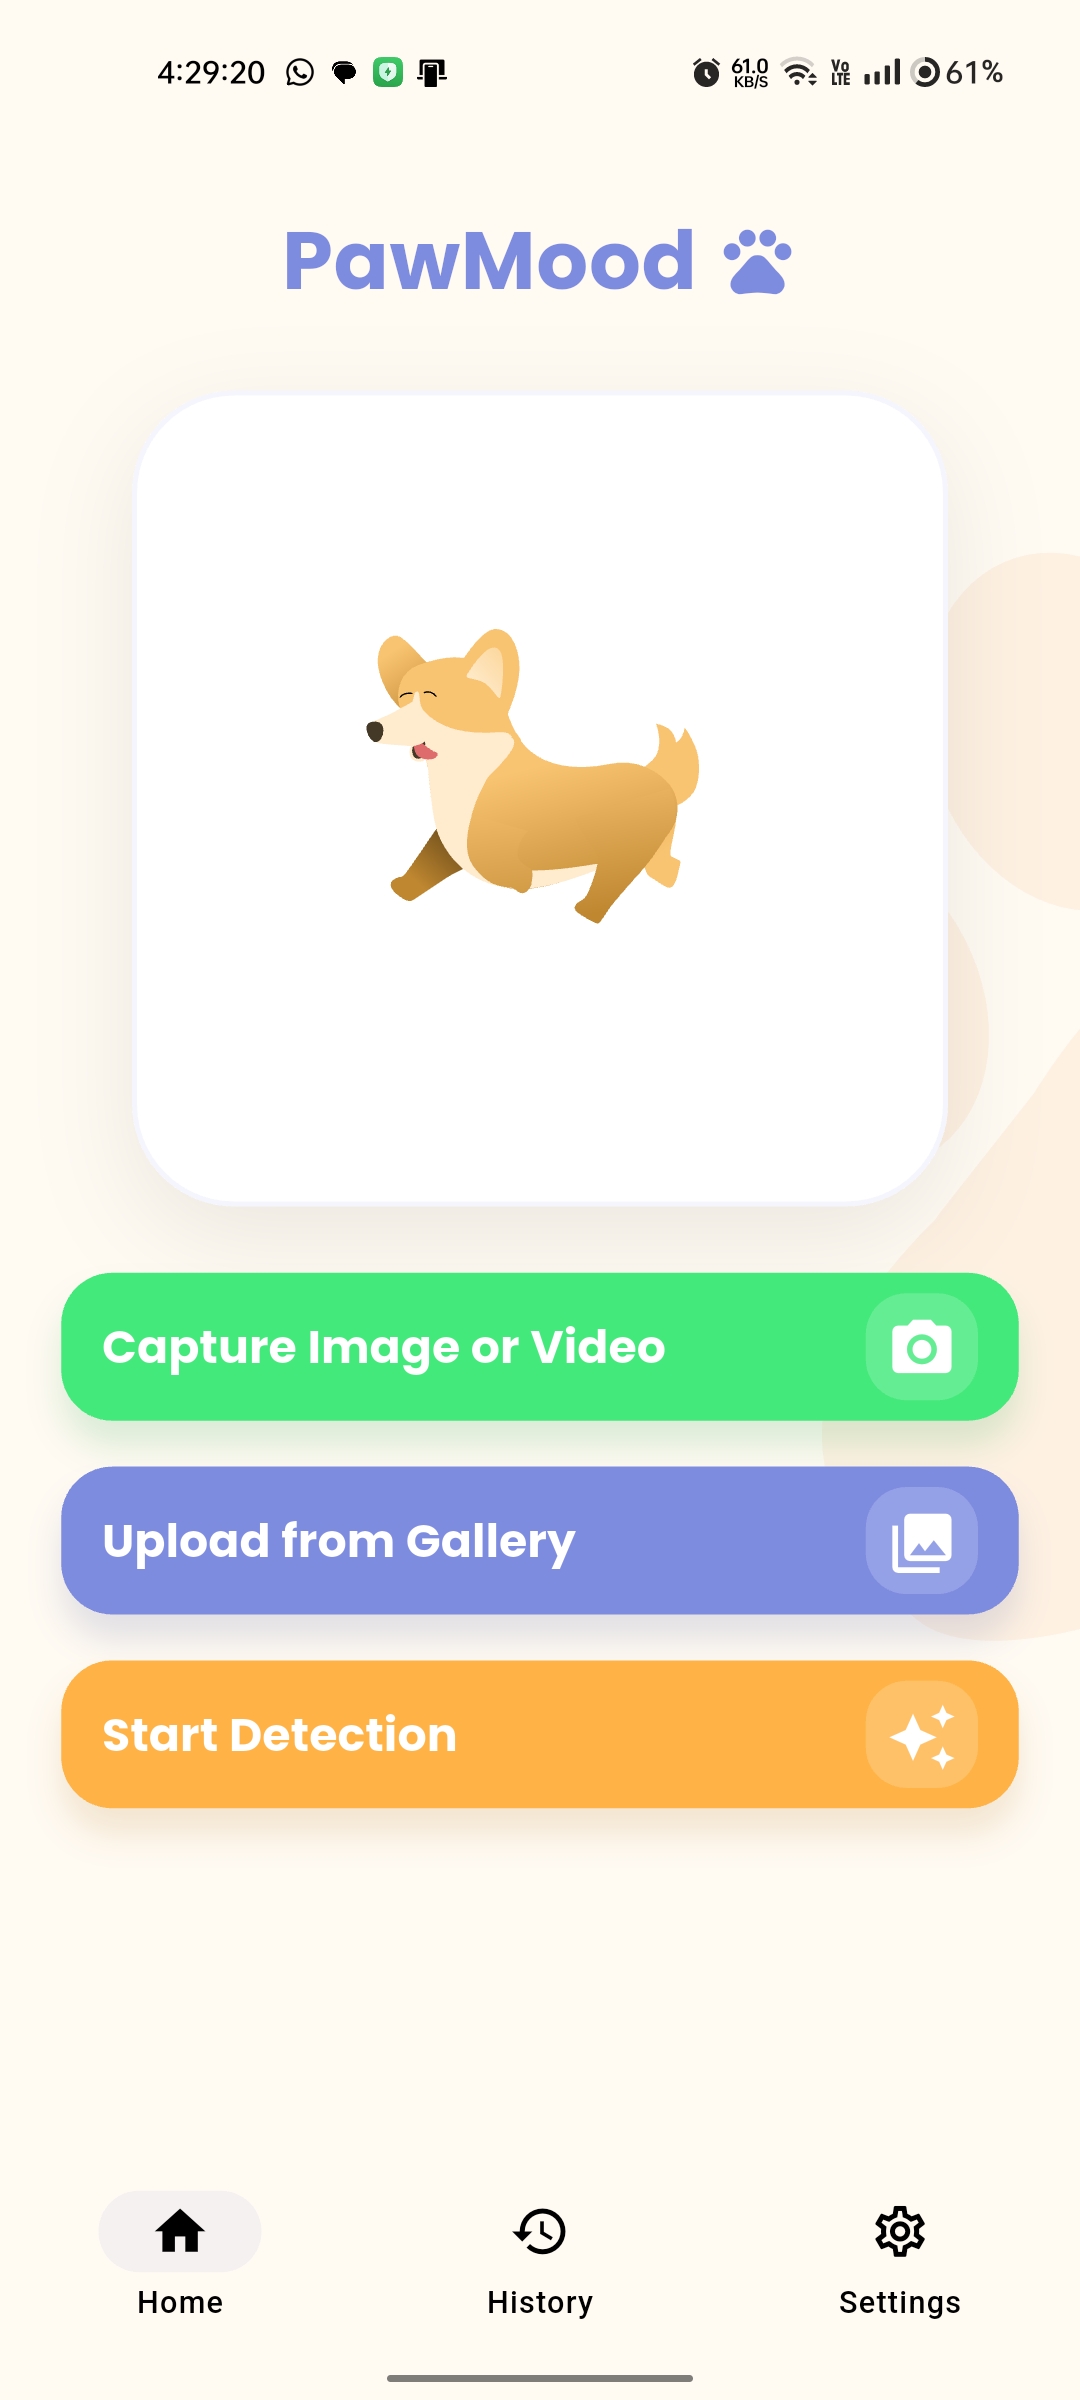 4:29:20 61.0 KB/S Vo LTE 61%
PawMood
Capture Image or Video
Upload from Gallery
Start Detection
Home History Settings